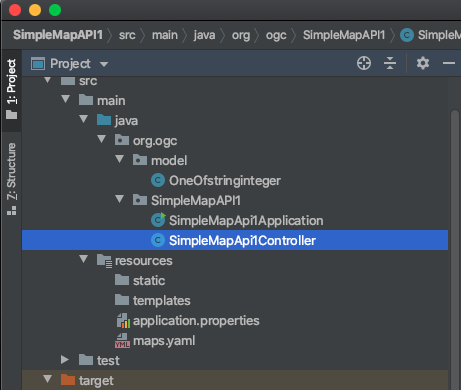 SimpleMapAPI1 > src > main > java > org > ogc > SimpleMapAPI1 > SimpleM
1: Project
Project
src
main
java
org.ogc
model
OneOfstringinteger
SimpleMapAPI1
SimpleMapApi1Application
SimpleMapApi1Controller
resources
static
templates
application.properties
YML
maps.yaml
test
target
Z: Structure